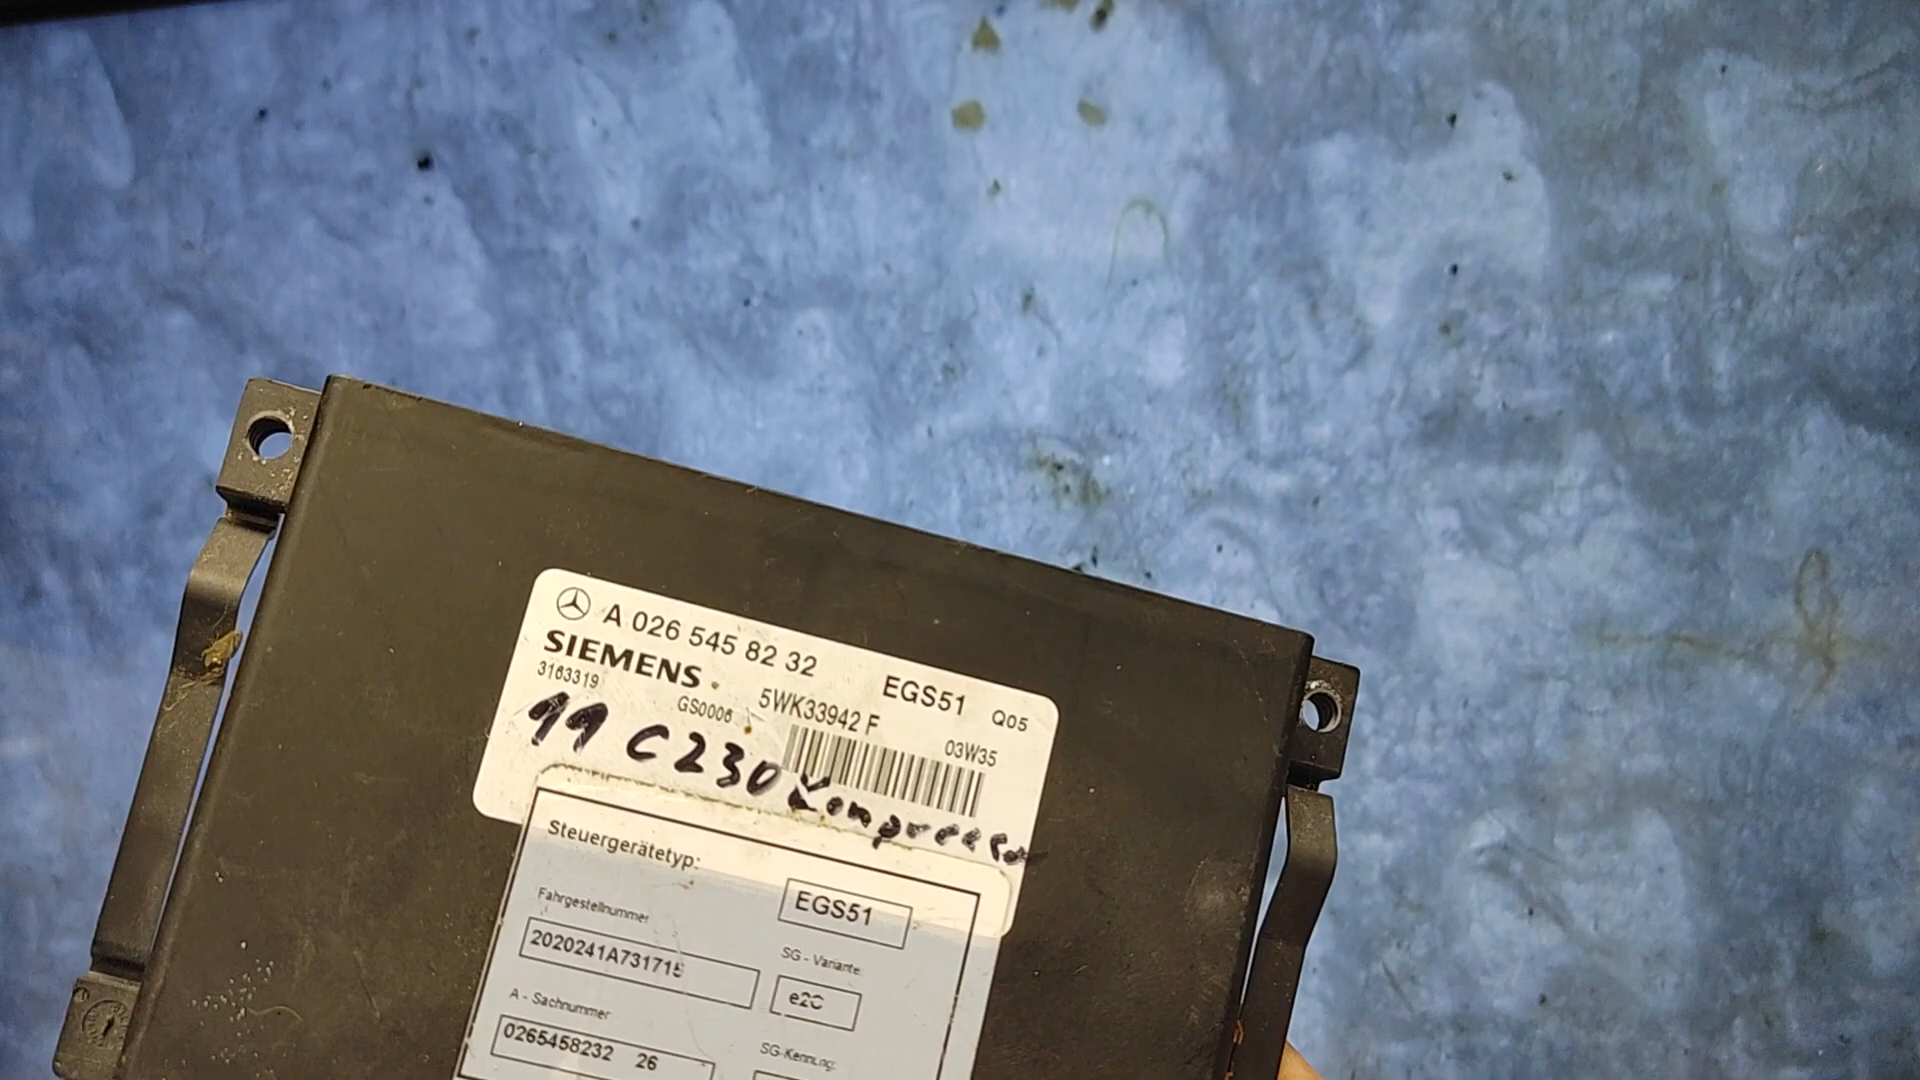 A 026 545 82 32
SIEMENS
EGS51 Q05
3163319
GS0006 5WK33942 F
03W35
99 C230 Kompressor
Steuergerätetyp:
EGS51
Fahrgestellnummer
2020241A731715
SG - Variante:
A - Sachnummer
0265458232 26
SG-Kennung: